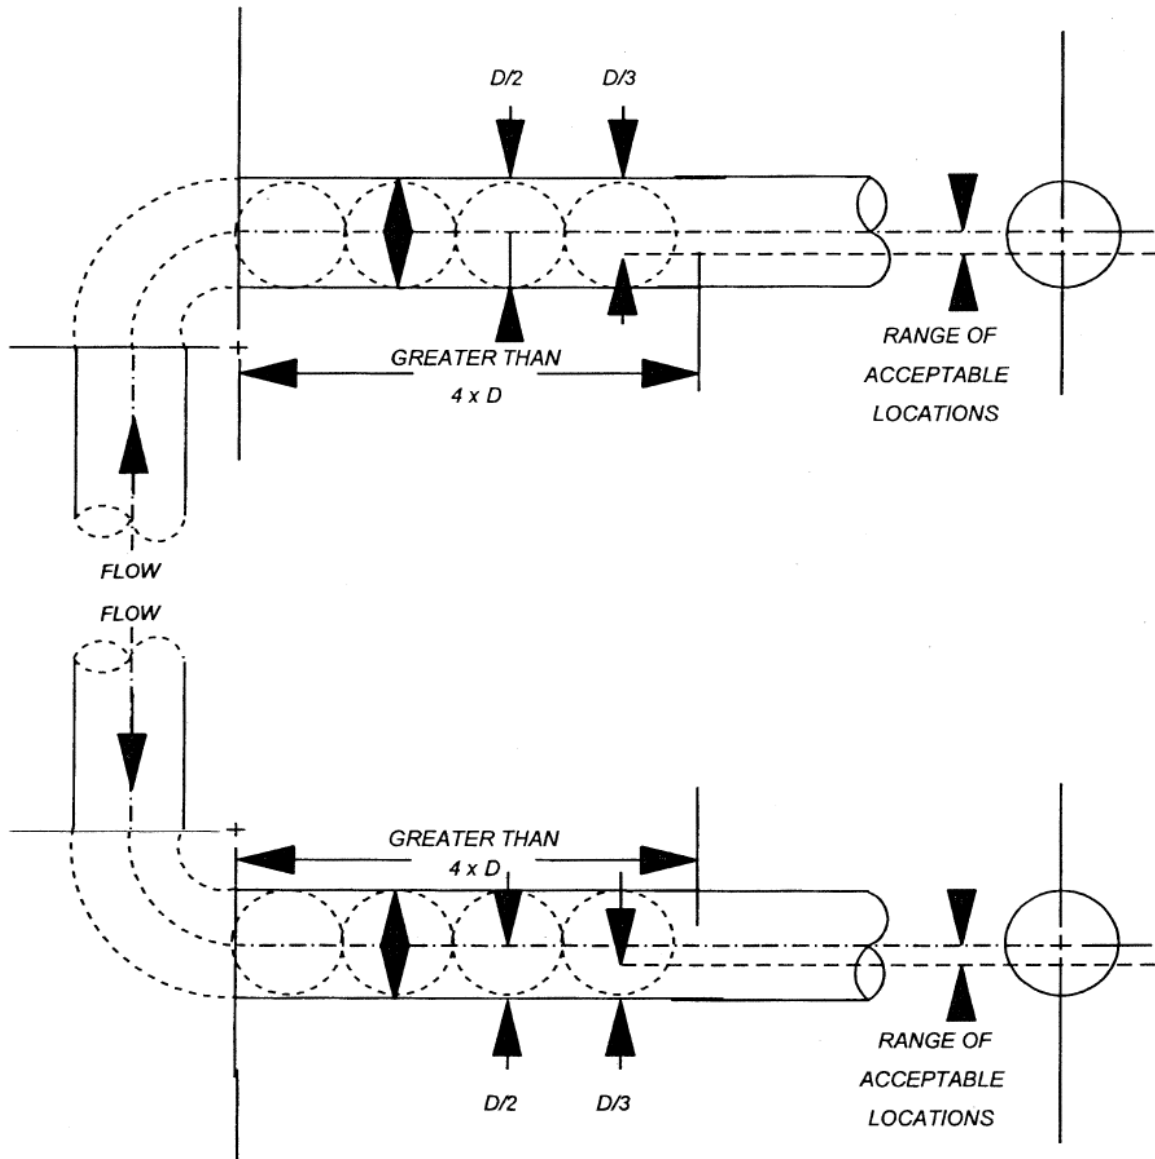 D/2
D/3
GREATER THAN
4 x D
RANGE OF
ACCEPTABLE
LOCATIONS
FLOW
FLOW
GREATER THAN
4 x D
D/2
D/3
RANGE OF
ACCEPTABLE
LOCATIONS